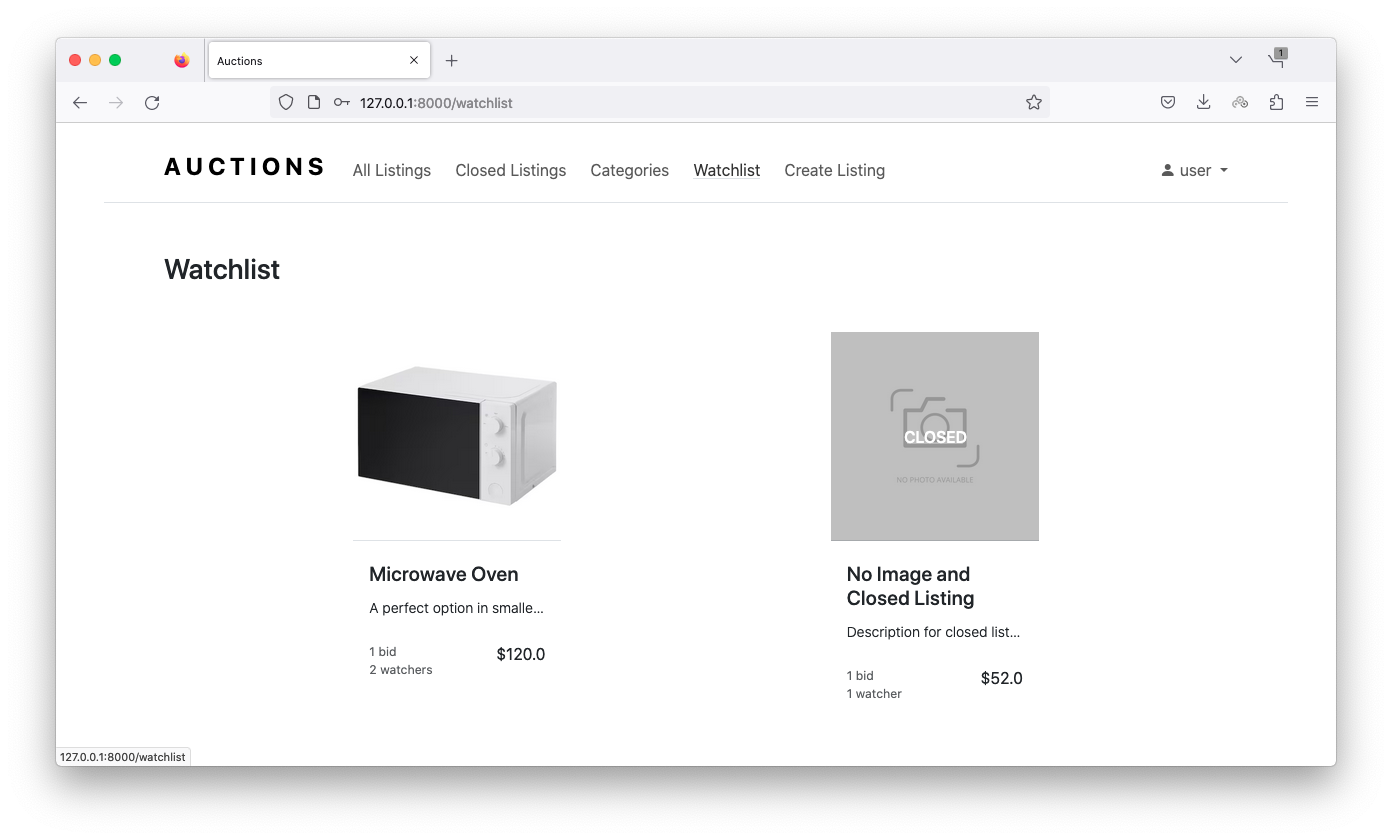 Auctions
1
127.0.0.1:8000/watchlist
AUCTIONS
All Listings
Closed Listings
Categories
Watchlist
Create Listing
user
Watchlist
CLOSED
NO PHOTO AVAILABLE
Microwave Oven
A perfect option in smalle...
1 bid
2 watchers
$120.0
No Image and
Closed Listing
Description for closed list...
1 bid
1 watcher
$52.0
127.0.0.1:8000/watchlist